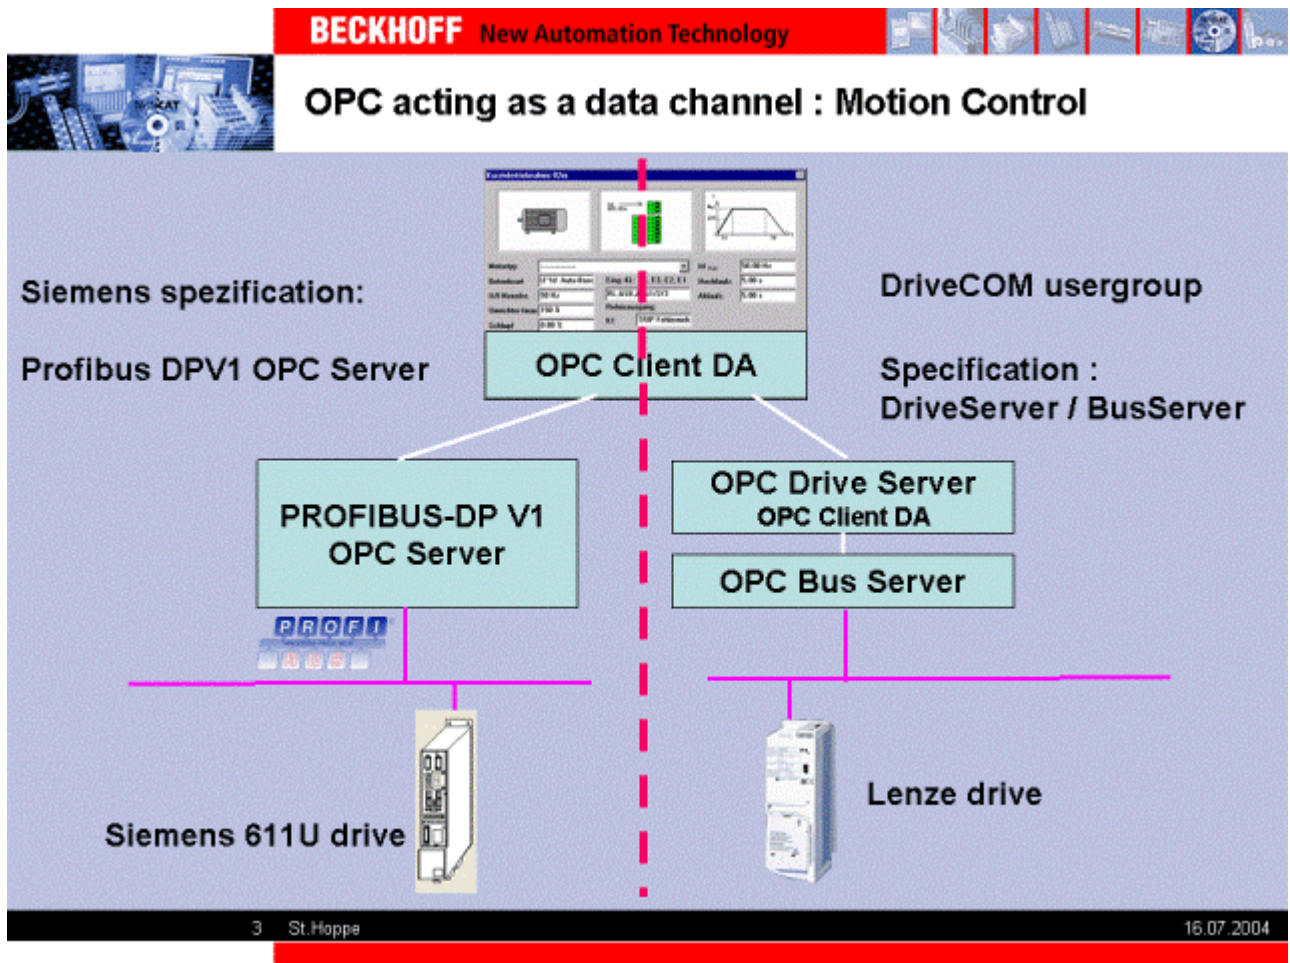 BECKHOFF New Automation Technology
OPC acting as a data channel : Motion Control
Siemens spezification:
Profibus DPV1 OPC Server
OPC Client DA
DriveCOM usergroup
Specification :
DriveServer / BusServer
PROFIBUS-DP V1
OPC Server
OPC Drive Server
OPC Client DA
OPC Bus Server
PROFI
BUS
Siemens 611U drive
Lenze drive
3 St.Hoppe 16.07.2004